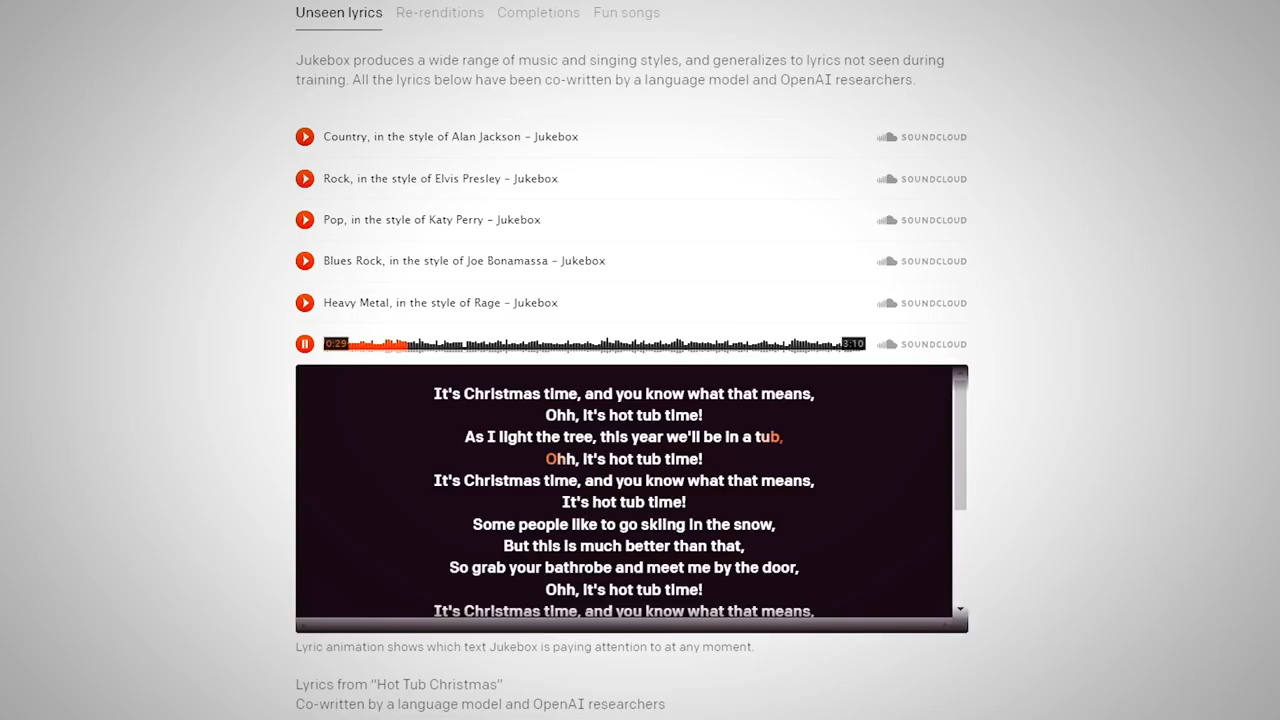 Unseen lyrics Re-renditions Completions Fun songs
Jukebox produces a wide range of music and singing styles, and generalizes to lyrics not seen during
training. All the lyrics below have been co-written by a language model and OpenAI researchers.
Country, in the style of Alan Jackson – Jukebox SOUNDCLOUD
Rock, in the style of Elvis Presley – Jukebox SOUNDCLOUD
Pop, in the style of Katy Perry – Jukebox SOUNDCLOUD
Blues Rock, in the style of Joe Bonamassa – Jukebox SOUNDCLOUD
Heavy Metal, in the style of Rage – Jukebox SOUNDCLOUD
0:29 3:10 SOUNDCLOUD
It's Christmas time, and you know what that means,
Ohh, it's hot tub time!
As I light the tree, this year we'll be in a tub,
Ohh, it's hot tub time!
It's Christmas time, and you know what that means,
It's hot tub time!
Some people like to go skiing in the snow,
But this is much better than that,
So grab your bathrobe and meet me by the door,
Ohh, it's hot tub time!
It's Christmas time, and you know what that means,
Lyric animation shows which text Jukebox is paying attention to at any moment.
Lyrics from “Hot Tub Christmas”
Co-written by a language model and OpenAI researchers